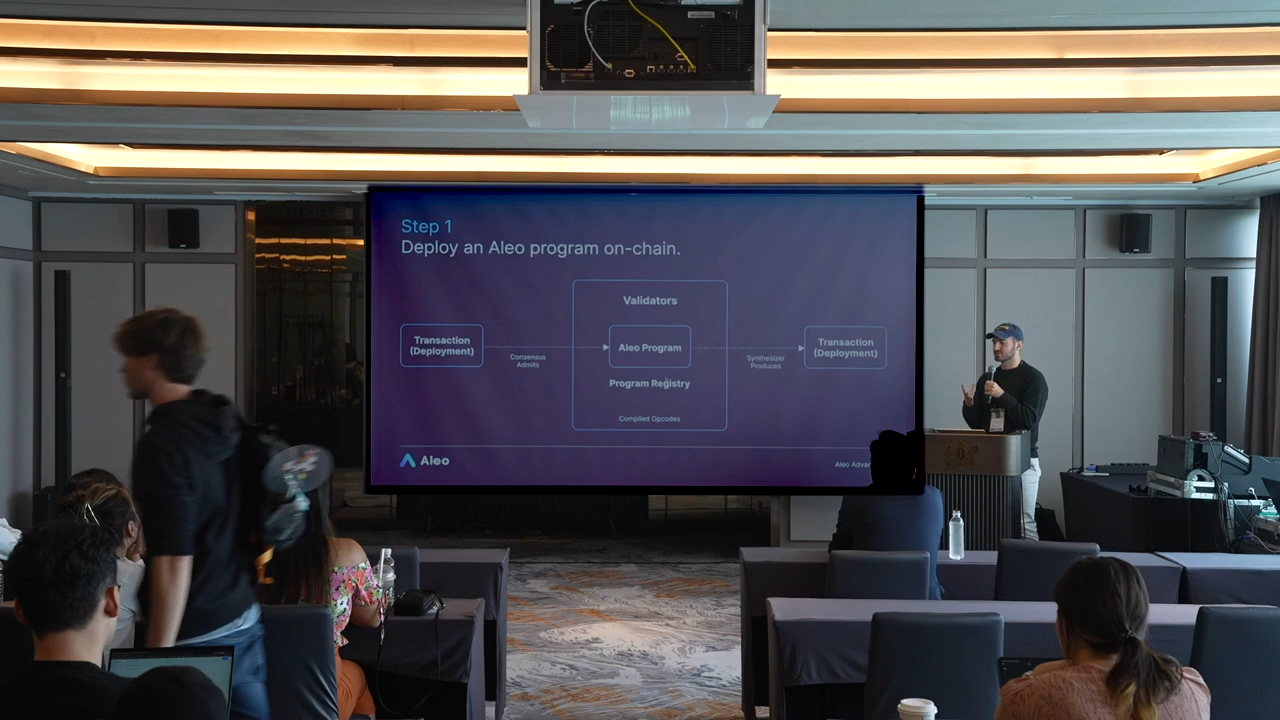 Step 1
Deploy an Aleo program on-chain.
Validators
Transaction
(Deployment)
Consensus
Admits
Aleo Program
Synthesizer
Produces
Transaction
(Deployment)
Program Registry
Compiled Opcodes
Aleo
Aleo